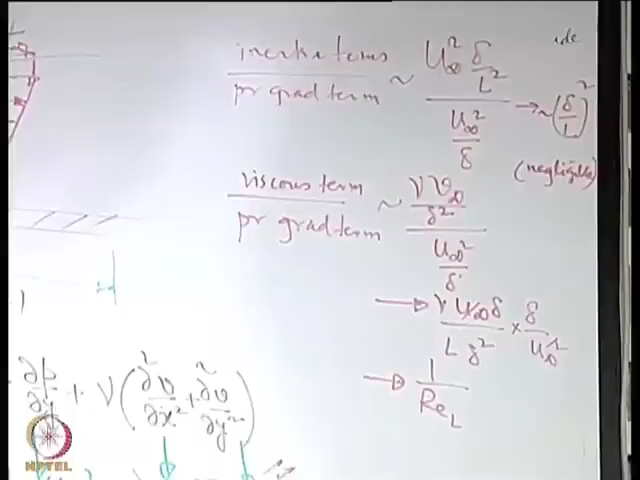 inertia terms / pr grad term ~ U∞² δ/L² / U∞²/δ → ~ (δ/L)²
(negligible)
viscous term / pr grad term ~ ν v∞/δ² / U∞²/δ
→ ν U∞ δ / L δ² × δ/U∞²
→ 1/Re_L
∂p/∂y + ν(∂²v/∂x² + ∂²v/∂y²)
NPTEL